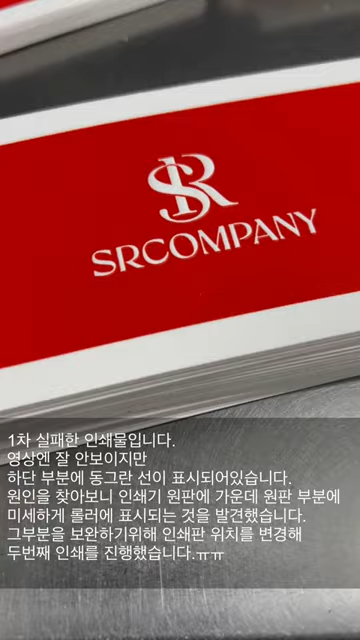 SR
SRCOMPANY
1차 실패한 인쇄물입니다.
영상엔 잘 안보이지만
하단 부분에 동그란 선이 표시되어있습니다.
원인을 찾아보니 인쇄기 원판에 가운데 원판 부분에
미세하게 롤러에 표시되는 것을 발견했습니다.
그부분을 보완하기위해 인쇄판 위치를 변경해
두번째 인쇄를 진행했습니다.ㅠㅠ